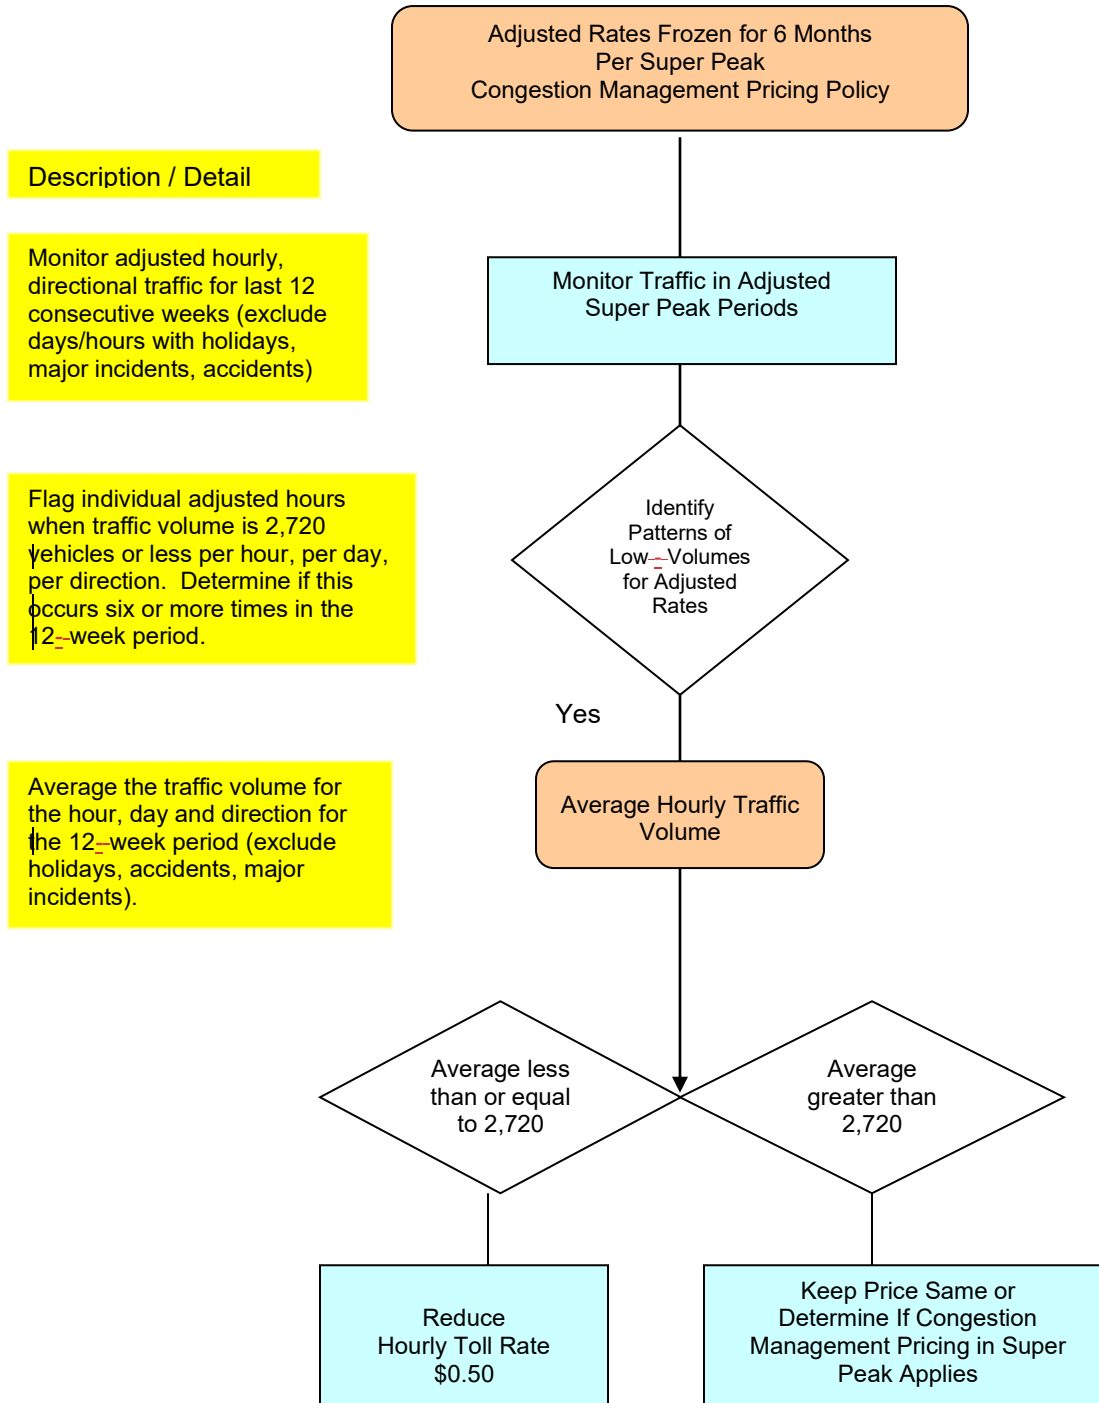 Adjusted Rates Frozen for 6 Months
Per Super Peak
Congestion Management Pricing Policy
Description / Detail
Monitor adjusted hourly,
directional traffic for last 12
consecutive weeks (exclude
days/hours with holidays,
major incidents, accidents)
Monitor Traffic in Adjusted
Super Peak Periods
Flag individual adjusted hours
when traffic volume is 2,720
vehicles or less per hour, per day,
per direction.  Determine if this
occurs six or more times in the
12--week period.
Identify
Patterns of
Low - Volumes
for Adjusted
Rates
Yes
Average the traffic volume for
the hour, day and direction for
the 12--week period (exclude
holidays, accidents, major
incidents).
Average Hourly Traffic
Volume
Average less
than or equal
to 2,720
Average
greater than
2,720
Reduce
Hourly Toll Rate
$0.50
Keep Price Same or
Determine If Congestion
Management Pricing in Super
Peak Applies